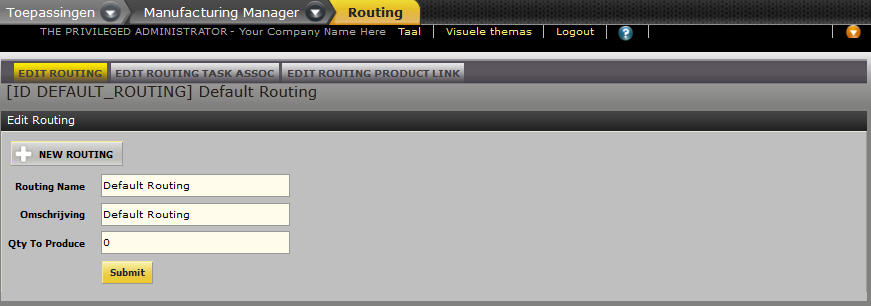 Toepassingen Manufacturing Manager Routing
THE PRIVILEGED ADMINISTRATOR - Your Company Name Here Taal Visuele themas Logout ?
EDIT ROUTING EDIT ROUTING TASK ASSOC EDIT ROUTING PRODUCT LINK
[ID DEFAULT_ROUTING] Default Routing
Edit Routing
NEW ROUTING
Routing Name Default Routing
Omschrijving Default Routing
Qty To Produce 0
Submit